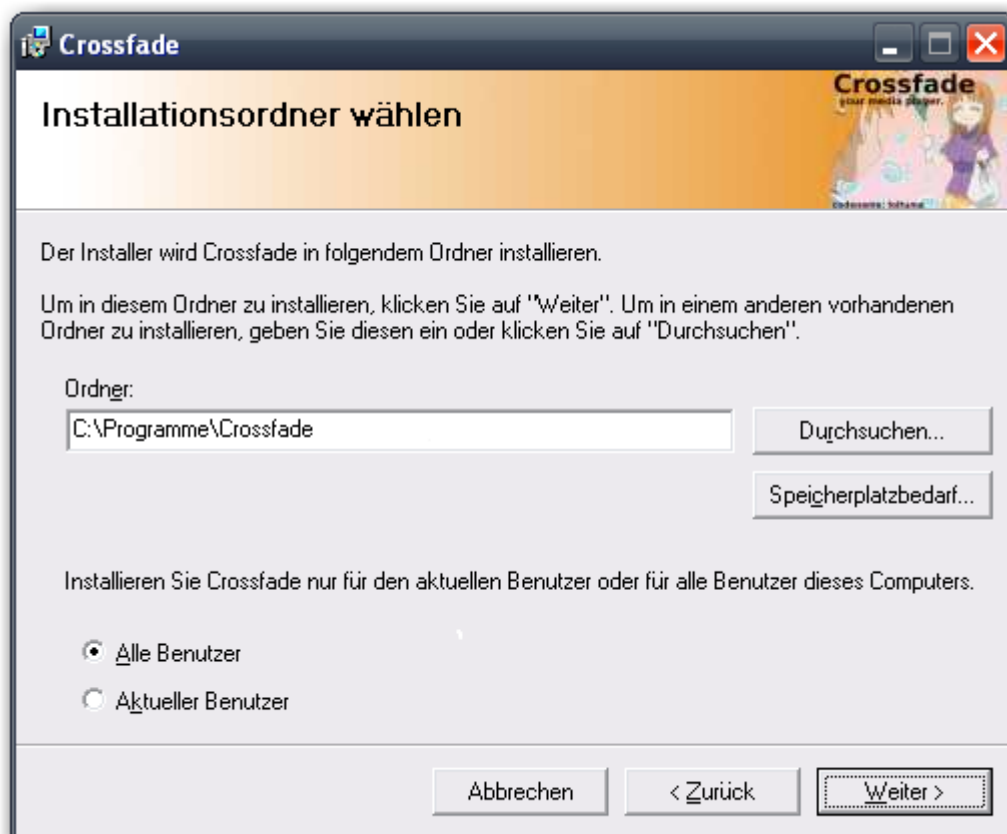 Crossfade
Installationsordner wählen
Crossfade
your media player.
Der Installer wird Crossfade in folgendem Ordner installieren.
Um in diesem Ordner zu installieren, klicken Sie auf "Weiter". Um in einem anderen vorhandenen
Ordner zu installieren, geben Sie diesen ein oder klicken Sie auf "Durchsuchen".
Ordner:
C:\Programme\Crossfade
Durchsuchen...
Speicherplatzbedarf...
Installieren Sie Crossfade nur für den aktuellen Benutzer oder für alle Benutzer dieses Computers.
Alle Benutzer
Aktueller Benutzer
Abbrechen
< Zurück
Weiter >